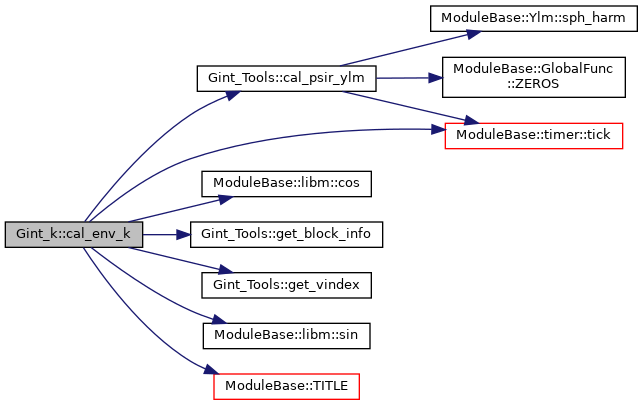 ModuleBase::Ylm::sph_harm
Gint_Tools::cal_psir_ylm
ModuleBase::GlobalFunc
::ZEROS
ModuleBase::timer::tick
ModuleBase::libm::cos
Gint_k::cal_env_k
Gint_Tools::get_block_info
Gint_Tools::get_vindex
ModuleBase::libm::sin
ModuleBase::TITLE